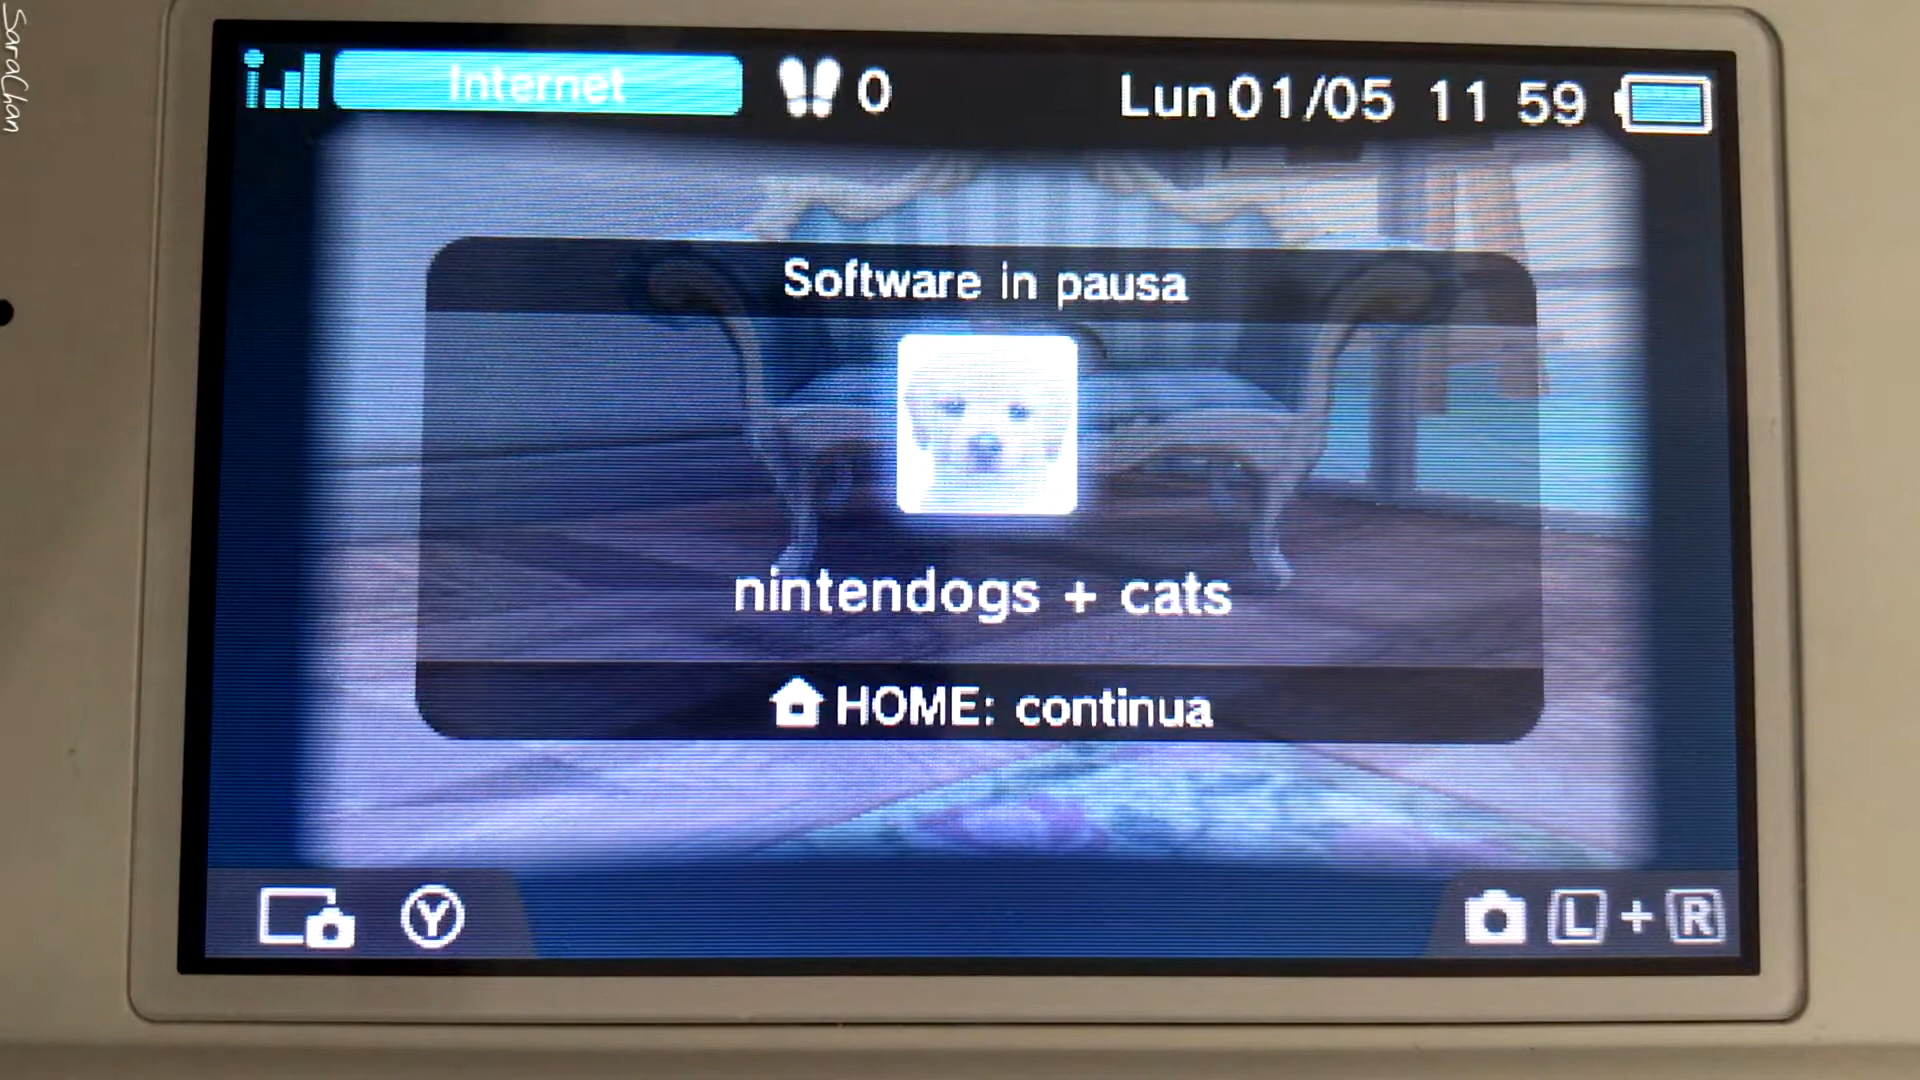 SaraChan
Internet 0 Lun 01/05 11 59
Software in pausa
nintendogs + cats
HOME: continua
Y L + R